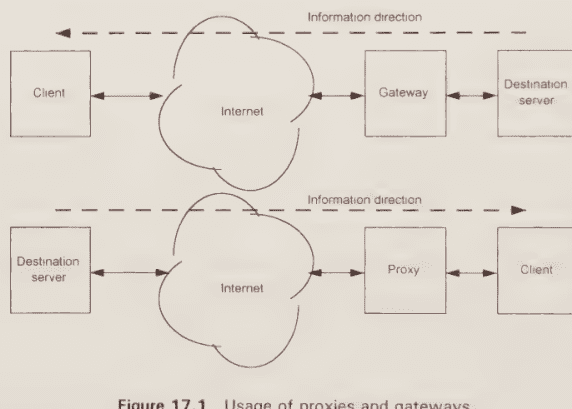 Information direction
Client
Internet
Gateway
Destination
server
Information direction
Destination
server
Internet
Proxy
Client
Figure 17.1 Usage of proxies and gateways